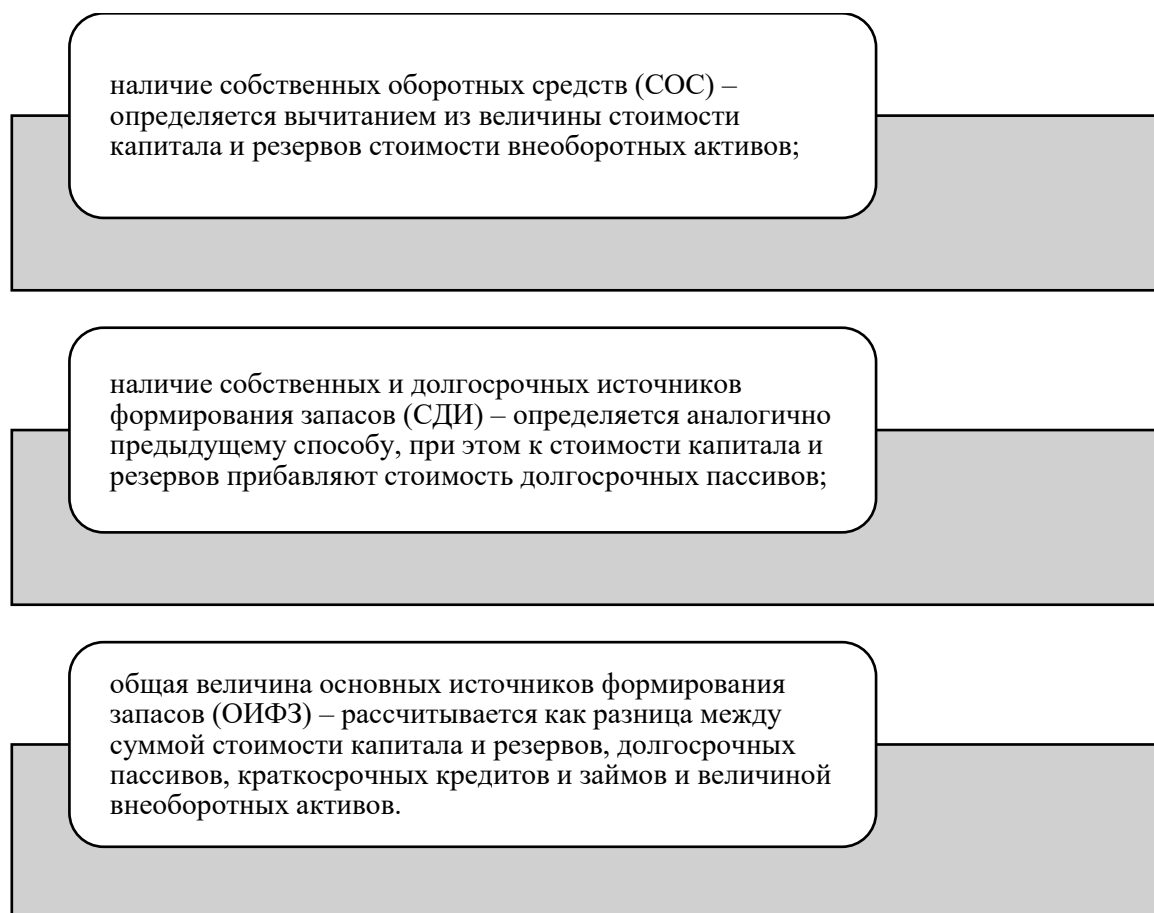 наличие собственных оборотных средств (СОС) –
определяется вычитанием из величины стоимости
капитала и резервов стоимости внеоборотных активов;
наличие собственных и долгосрочных источников
формирования запасов (СДИ) – определяется аналогично
предыдущему способу, при этом к стоимости капитала и
резервов прибавляют стоимость долгосрочных пассивов;
общая величина основных источников формирования
запасов (ОИФЗ) – рассчитывается как разница между
суммой стоимости капитала и резервов, долгосрочных
пассивов, краткосрочных кредитов и займов и величиной
внеоборотных активов.